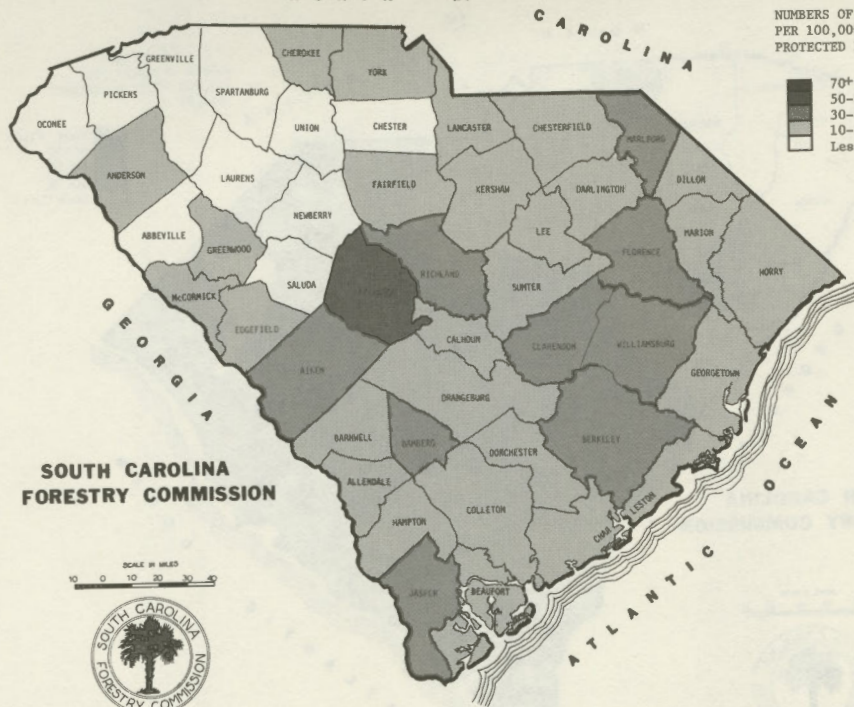 CAROLINA
NUMBERS OF
PER 100,00
PROTECTED
70+
50-
30-
10-
Les
CHEROKEE
YORK
GREENVILLE
SPARTANBURG
PICKENS
OCONEE
UNION
CHESTER
LANCASTER
CHESTERFIELD
MARLBORO
ANDERSON
LAURENS
FAIRFIELD
KERSHAW
DARLINGTON
DILLON
NEWBERRY
ABBEVILLE
GREENWOOD
LEE
MARION
FLORENCE
RICHLAND
SALUDA
SUMTER
HORRY
McCORMICK
EDGEFIELD
CALHOUN
CLARENDON
WILLIAMSBURG
AIKEN
GEORGETOWN
ORANGEBURG
GEORGIA
BARNWELL
BAMBERG
DORCHESTER
BERKELEY
ALLENDALE
COLLETON
HAMPTON
CHARLESTON
JASPER
BEAUFORT
ATLANTIC OCEAN
SOUTH CAROLINA
FORESTRY COMMISSION
SCALE IN MILES
10 0 10 20 30 40
SOUTH CAROLINA
FORESTRY COMMISSION